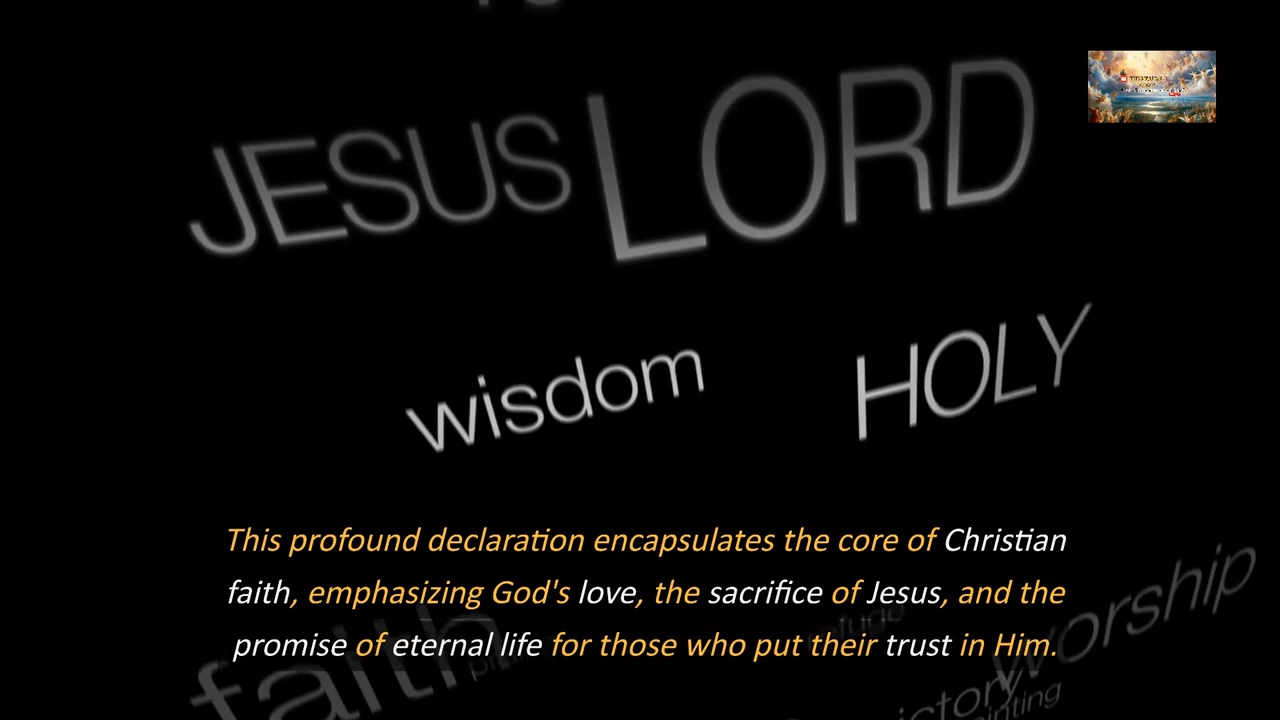 JESUS LORD
wisdom HOLY
This profound declaration encapsulates the core of Christian
faith, emphasizing God's love, the sacrifice of Jesus, and the
promise of eternal life for those who put their trust in Him.
faith
worship